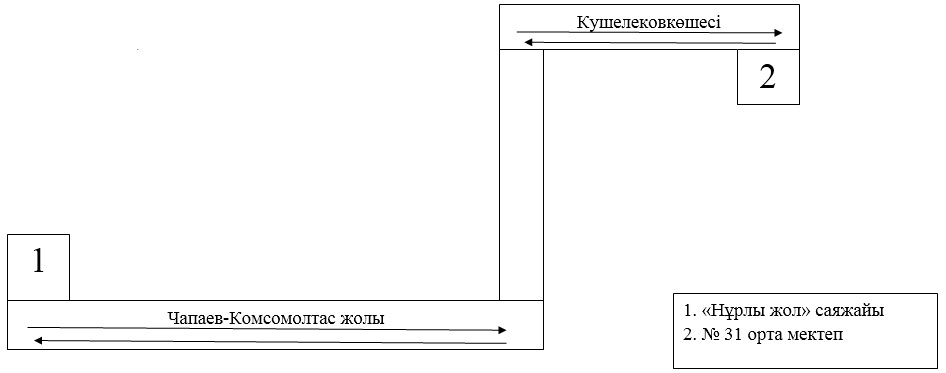 Кушелековкөшесі
2
1
Чапаев-Комсомолтас жолы
1. «Нұрлы жол» саяжайы
2. № 31 орта мектеп